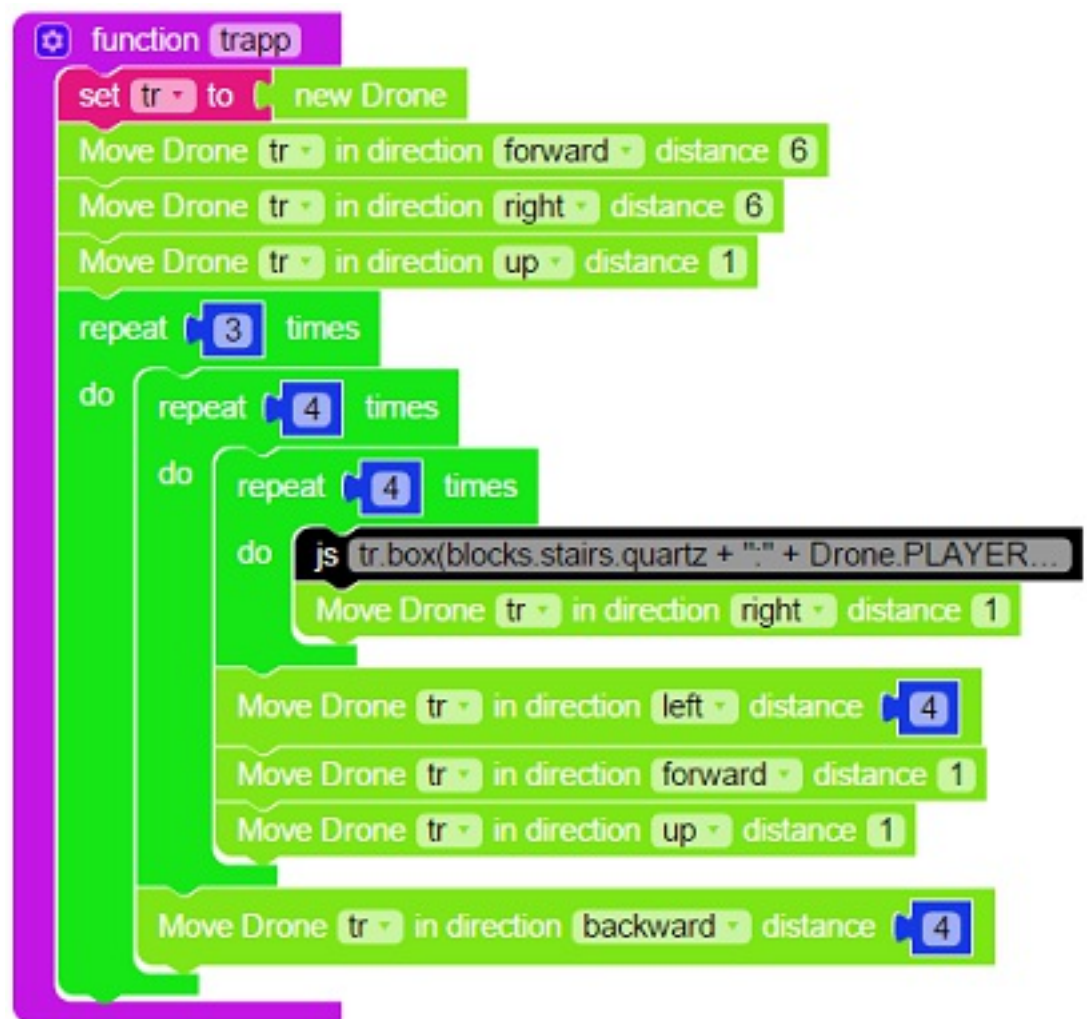 function trapp
set tr to new Drone
Move Drone tr in direction forward distance 6
Move Drone tr in direction right distance 6
Move Drone tr in direction up distance 1
repeat 3 times
do repeat 4 times
do repeat 4 times
do js tr.box(blocks.stairs.quartz + ":" + Drone.PLAYER...
Move Drone tr in direction right distance 1
Move Drone tr in direction left distance 4
Move Drone tr in direction forward distance 1
Move Drone tr in direction up distance 1
Move Drone tr in direction backward distance 4